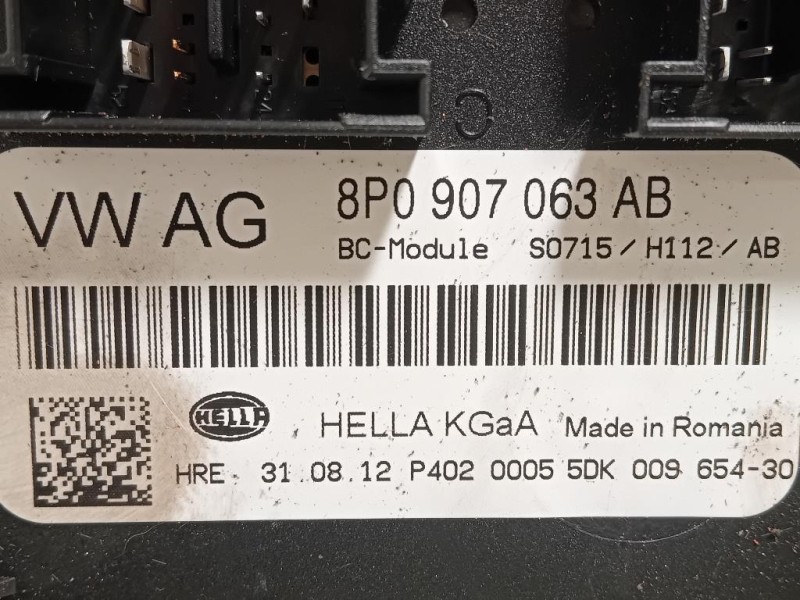 C
VW AG
8P0 907 063 AB
BC-Module S0715/H112/AB
HELLA
HELLA KGaA Made in Romania
HRE 31.08.12 P402 0005 5DK 009 654-30